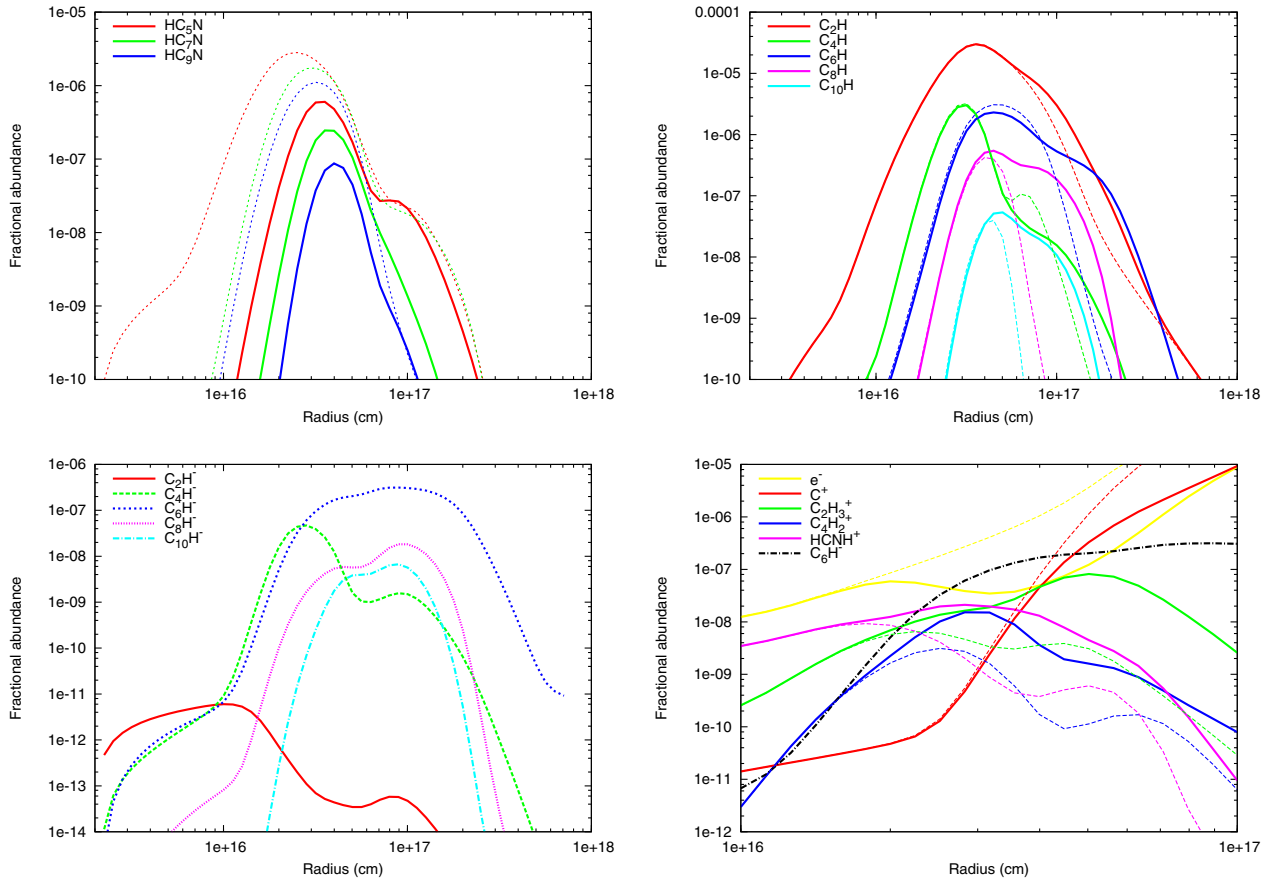 1e-05
1e-06
1e-07
1e-08
1e-09
1e-10
1e+16
1e+17
1e+18
Fractional abundance
Radius (cm)
HC₅N
HC₇N
HC₉N
0.0001
1e-05
1e-06
1e-07
1e-08
1e-09
1e-10
1e+16
1e+17
1e+18
Fractional abundance
Radius (cm)
C₂H
C₄H
C₆H
C₈H
C₁₀H
1e-06
1e-07
1e-08
1e-09
1e-10
1e-11
1e-12
1e-13
1e-14
1e+16
1e+17
1e+18
Fractional abundance
Radius (cm)
C₂H⁻
C₄H⁻
C₆H⁻
C₈H⁻
C₁₀H⁻
1e-05
1e-06
1e-07
1e-08
1e-09
1e-10
1e-11
1e-12
1e+16
1e+17
Fractional abundance
Radius (cm)
e⁻
C⁺
C₂H₃⁺
C₄H₂⁺
HCNH⁺
C₆H⁻